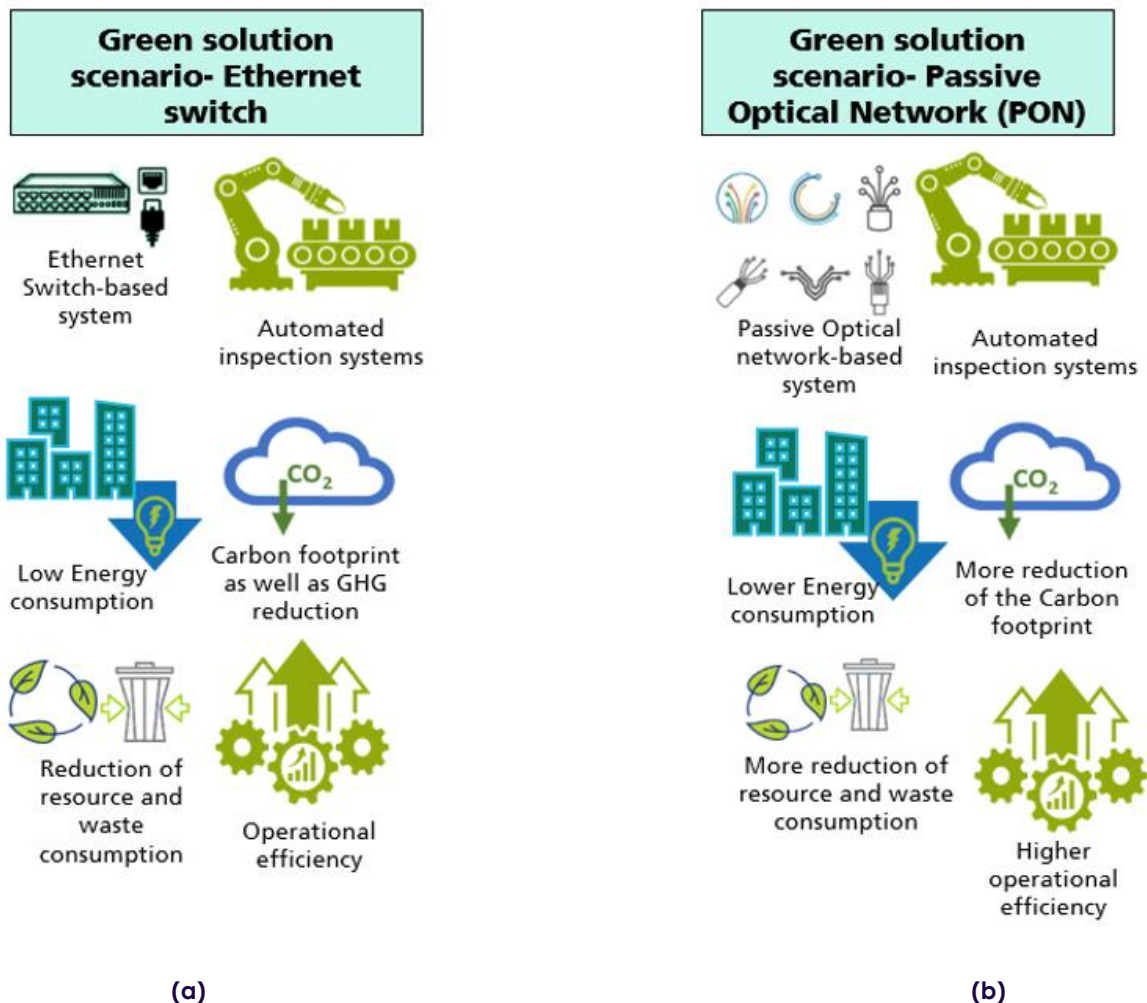 Green solution
scenario- Ethernet
switch
Ethernet
Switch-based
system
Automated
inspection systems
Low Energy
consumption
CO₂
Carbon footprint
as well as GHG
reduction
Reduction of
resource and
waste
consumption
Operational
efficiency
(a)
Green solution
scenario- Passive
Optical Network (PON)
Passive Optical
network-based
system
Automated
inspection systems
Lower Energy
consumption
CO₂
More reduction
of the Carbon
footprint
More reduction of
resource and waste
consumption
Higher
operational
efficiency
(b)